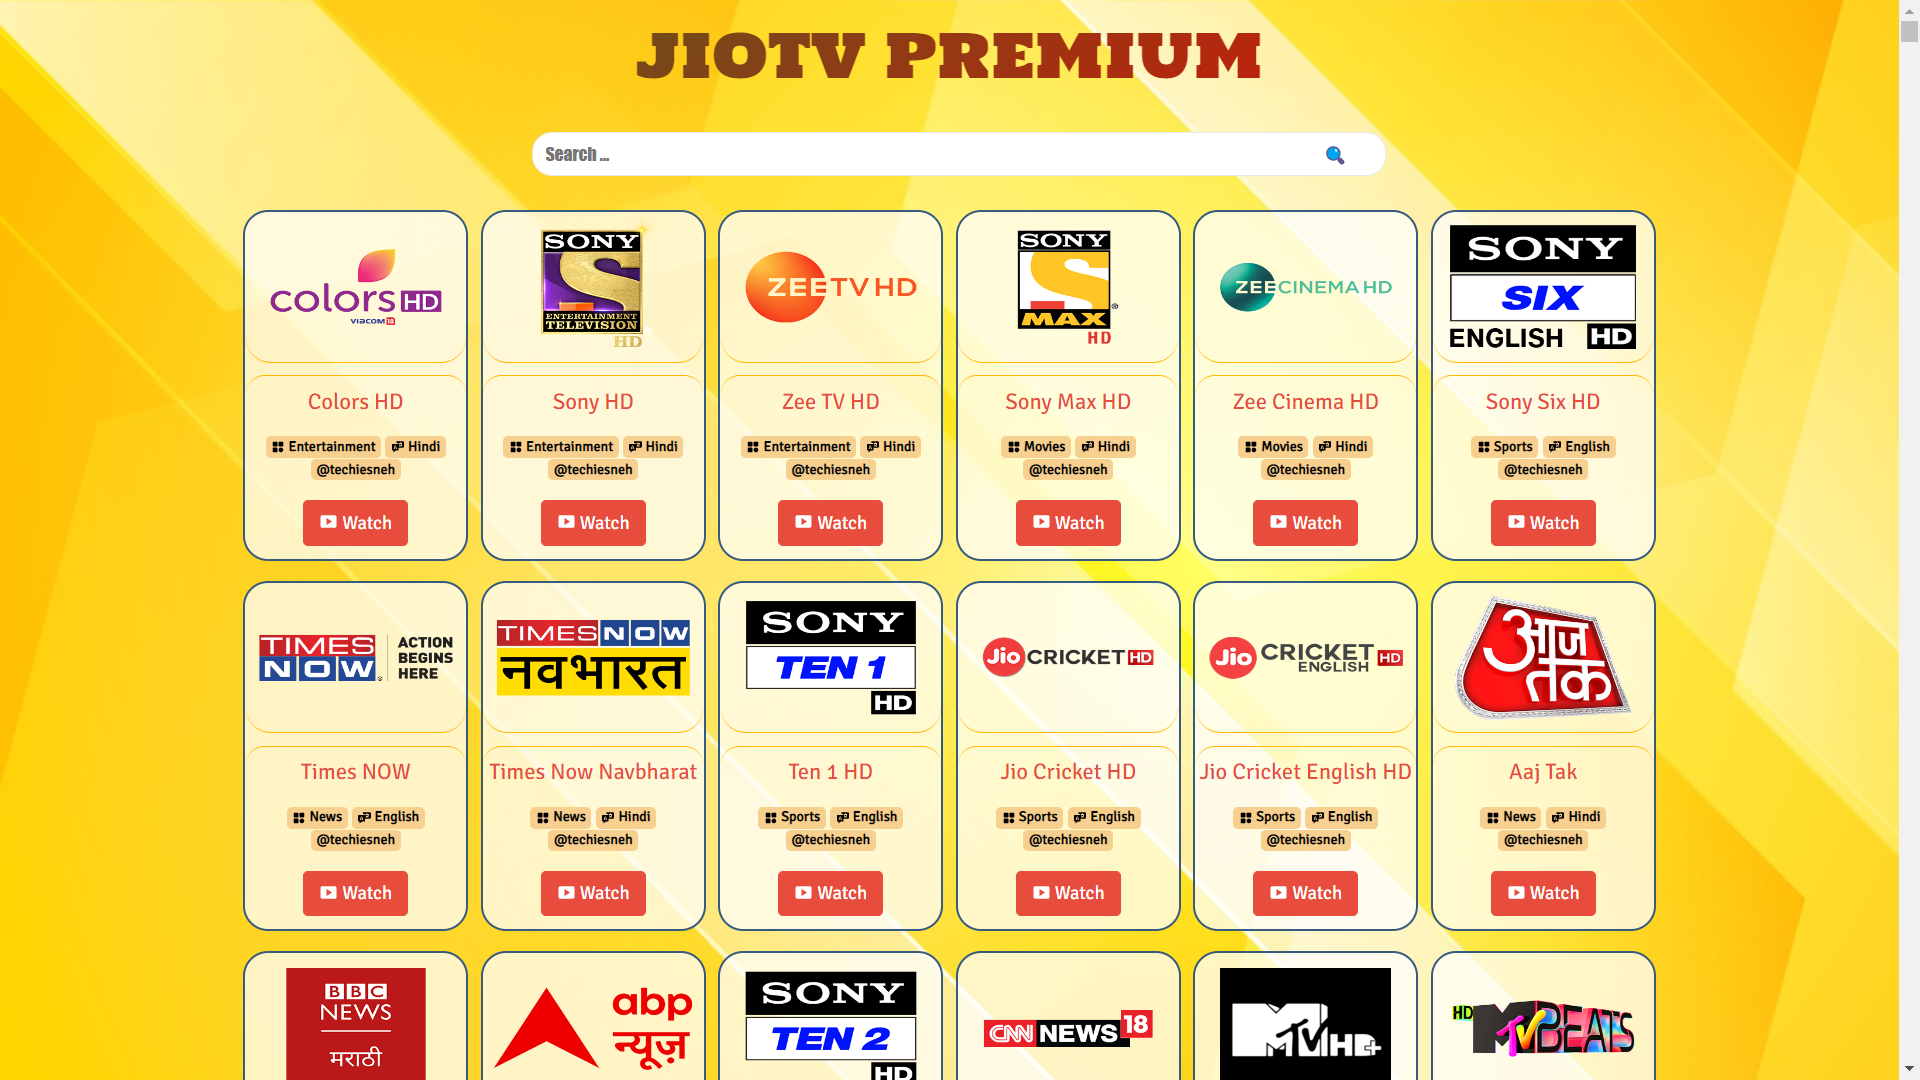 JIOTV PREMIUM
Search ...
colors HD
VIACOM18
SONY
ENTERTAINMENT
TELEVISION
HD
ZEETV HD
SONY
MAX
HD
ZEECINEMA HD
SONY
SIX
ENGLISH HD
Colors HD
Sony HD
Zee TV HD
Sony Max HD
Zee Cinema HD
Sony Six HD
Entertainment Hindi
@techiesneh
Entertainment Hindi
@techiesneh
Entertainment Hindi
@techiesneh
Movies Hindi
@techiesneh
Movies Hindi
@techiesneh
Sports English
@techiesneh
Watch
Watch
Watch
Watch
Watch
Watch
TIMES
NOW
ACTION
BEGINS
HERE
TIMES NOW
नवभारत
SONY
TEN 1
HD
Jio CRICKET HD
Jio CRICKET
ENGLISH HD
आज
तक
Times NOW
Times Now Navbharat
Ten 1 HD
Jio Cricket HD
Jio Cricket English HD
Aaj Tak
News English
@techiesneh
News Hindi
@techiesneh
Sports English
@techiesneh
Sports English
@techiesneh
Sports English
@techiesneh
News Hindi
@techiesneh
Watch
Watch
Watch
Watch
Watch
Watch
BBC
NEWS
मराठी
abp
न्यूज़
SONY
TEN 2
HD
CNN NEWS 18
MTV HD+
HD MTV BEATS